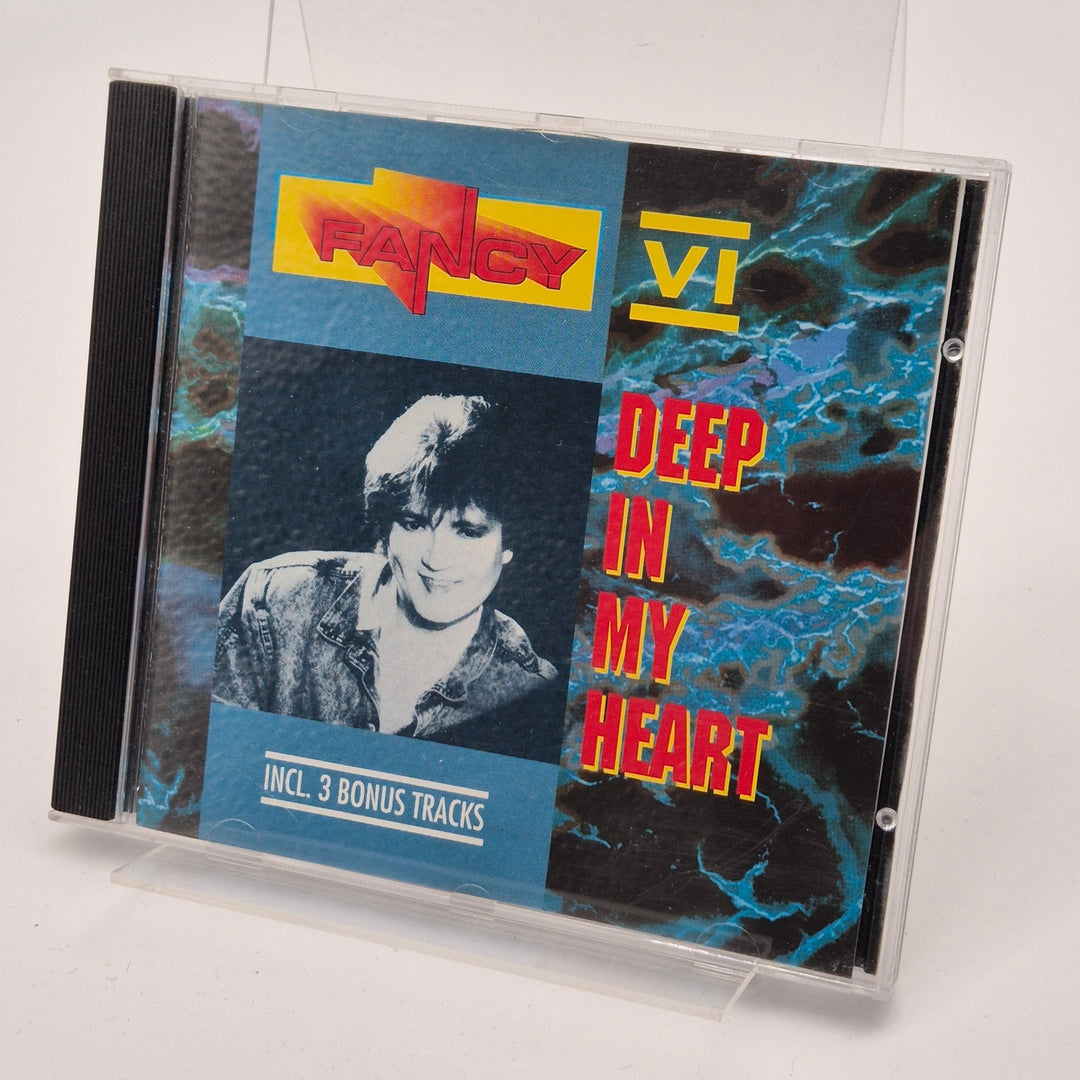 FANCY
VI
DEEP
IN
MY
HEART
INCL. 3 BONUS TRACKS